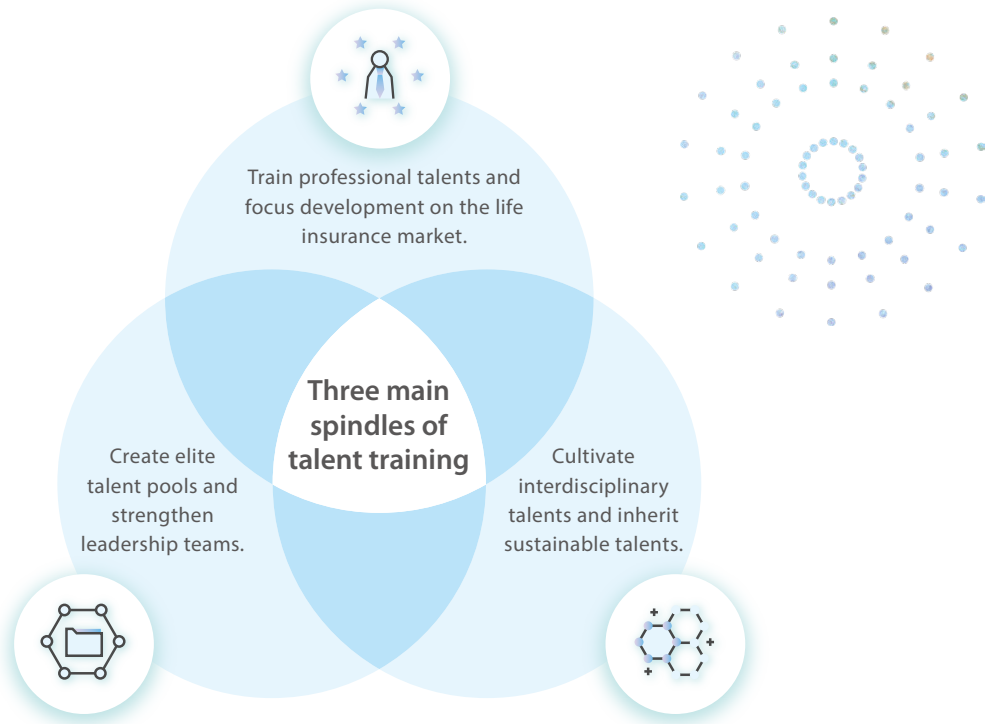 Train professional talents and
focus development on the life
insurance market.
Three main
spindles of
talent training
Create elite
talent pools and
strengthen
leadership teams.
Cultivate
interdisciplinary
talents and inherit
sustainable talents.